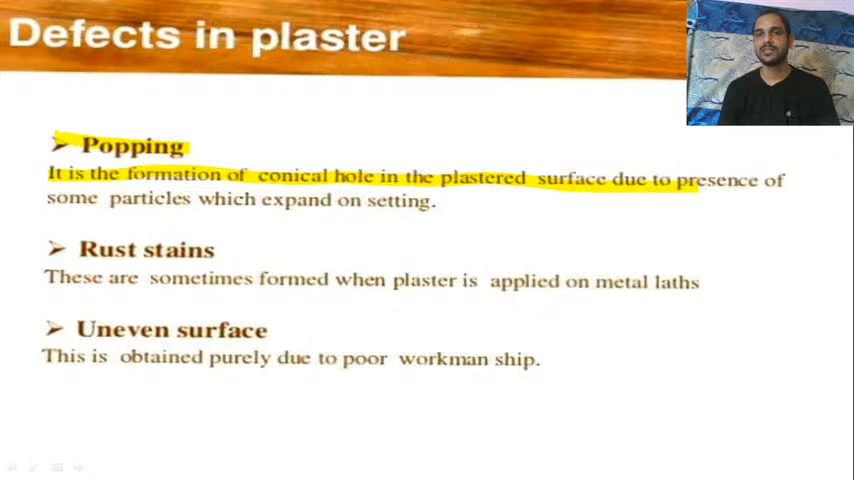 Defects in plaster
➢ Popping
It is the formation of conical hole in the plastered surface due to presence of
some particles which expand on setting.
➢ Rust stains
These are sometimes formed when plaster is applied on metal laths
➢ Uneven surface
This is obtained purely due to poor workman ship.